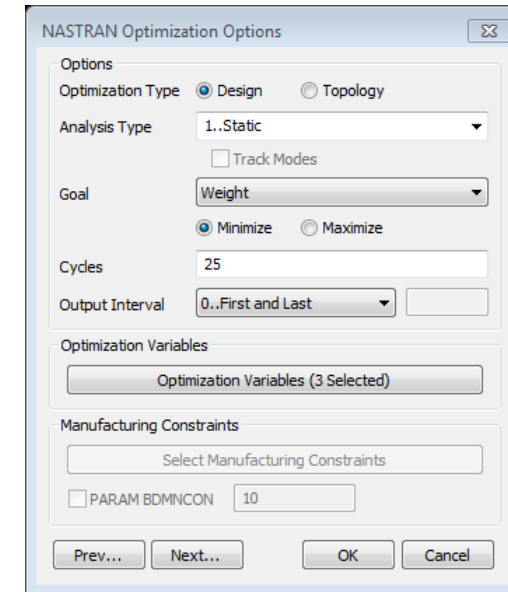 NASTRAN Optimization Options
Options
Optimization Type Design Topology
Analysis Type 1..Static
Track Modes
Goal Weight
Minimize Maximize
Cycles 25
Output Interval 0..First and Last
Optimization Variables
Optimization Variables (3 Selected)
Manufacturing Constraints
Select Manufacturing Constraints
PARAM BDMNCON 10
Prev... Next... OK Cancel